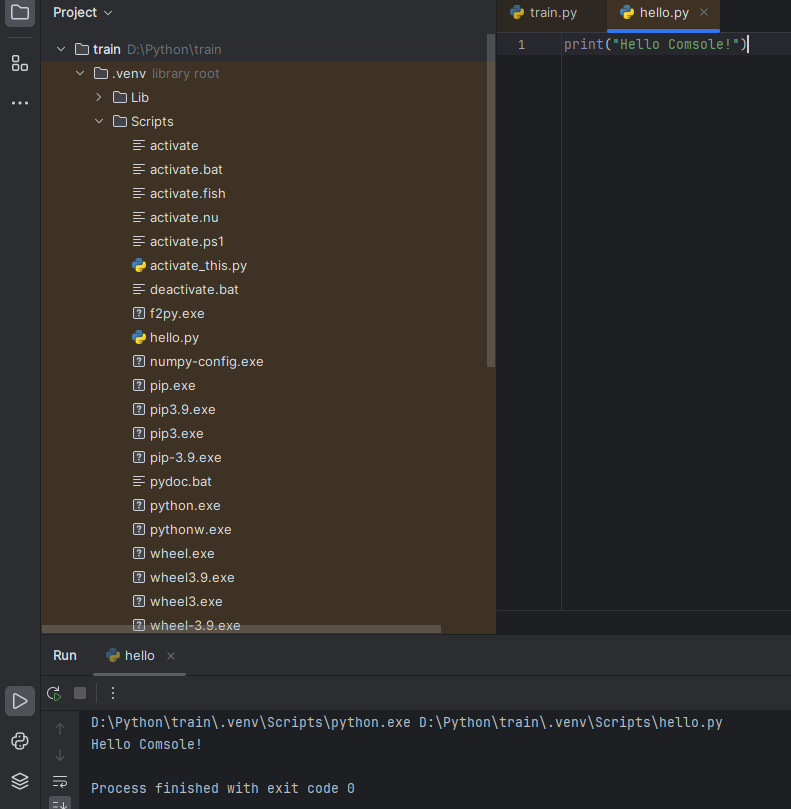 Project
train D:\Python\train
.venv library root
Lib
Scripts
activate
activate.bat
activate.fish
activate.nu
activate.ps1
activate_this.py
deactivate.bat
f2py.exe
hello.py
numpy-config.exe
pip.exe
pip3.9.exe
pip3.exe
pip-3.9.exe
pydoc.bat
python.exe
pythonw.exe
wheel.exe
wheel3.9.exe
wheel3.exe
wheel-3.9.exe
train.py
hello.py
1 print("Hello Comsole!")
Run hello
D:\Python\train\.venv\Scripts\python.exe D:\Python\train\.venv\Scripts\hello.py
Hello Comsole!
Process finished with exit code 0